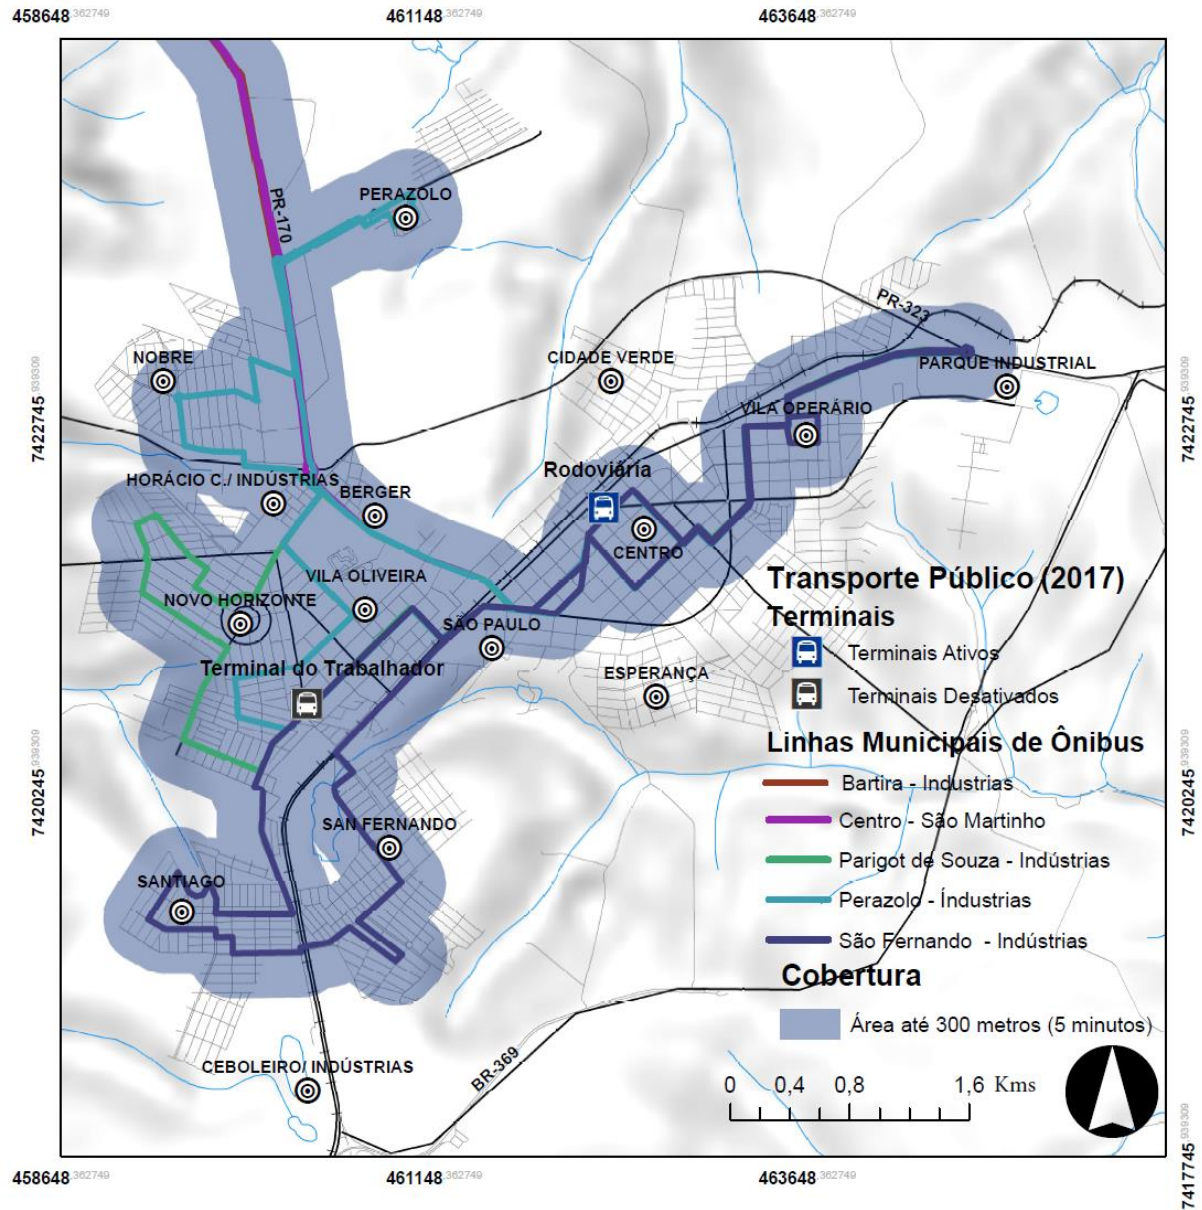 458648,362749 461148,362749 463648,362749
PERAZOLO
PR-170
PR-323
NOBRE
CIDADE VERDE
PARQUE INDUSTRIAL
7422745,939309
7422745,939309
VILA OPERÁRIO
Rodoviária
HORÁCIO C./ INDÚSTRIAS
BERGER
CENTRO
VILA OLIVEIRA
NOVO HORIZONTE
SÃO PAULO
Terminal do Trabalhador
ESPERANÇA
7420245,939309
7420245,939309
SAN FERNANDO
SANTIAGO
CEBOLEIRO/ INDÚSTRIAS
BR-369
Transporte Público (2017)
Terminais
Terminais Ativos
Terminais Desativados
Linhas Municipais de Ônibus
Bartira - Industrias
Centro - São Martinho
Parigot de Souza - Indústrias
Perazolo - Índustrias
São Fernando - Indústrias
Cobertura
Área até 300 metros (5 minutos)
0 0,4 0,8 1,6 Kms
7417745,939309
458648,362749 461148,362749 463648,362749